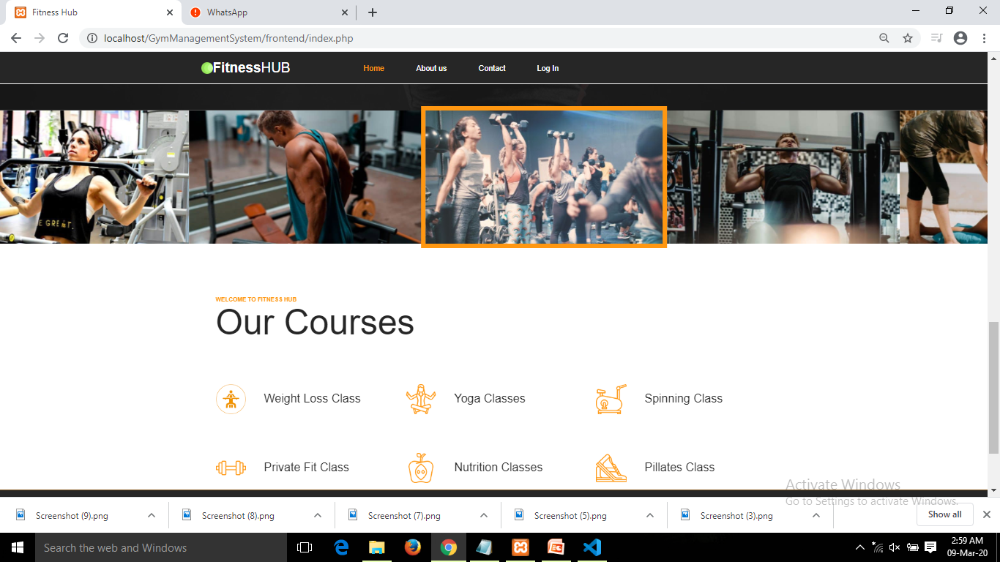 Fitness Hub
WhatsApp
localhost/GymManagementSystem/frontend/index.php
FitnessHUB
Home
About us
Contact
Log In
E GREAT
WELCOME TO FITNESS HUB
Our Courses
Weight Loss Class
Yoga Classes
Spinning Class
Private Fit Class
Nutrition Classes
Pillates Class
Activate Windows
Go to Settings to activate Windows.
Screenshot (9).png
Screenshot (8).png
Screenshot (7).png
Screenshot (5).png
Screenshot (3).png
Show all
Search the web and Windows
2:59 AM
09-Mar-20